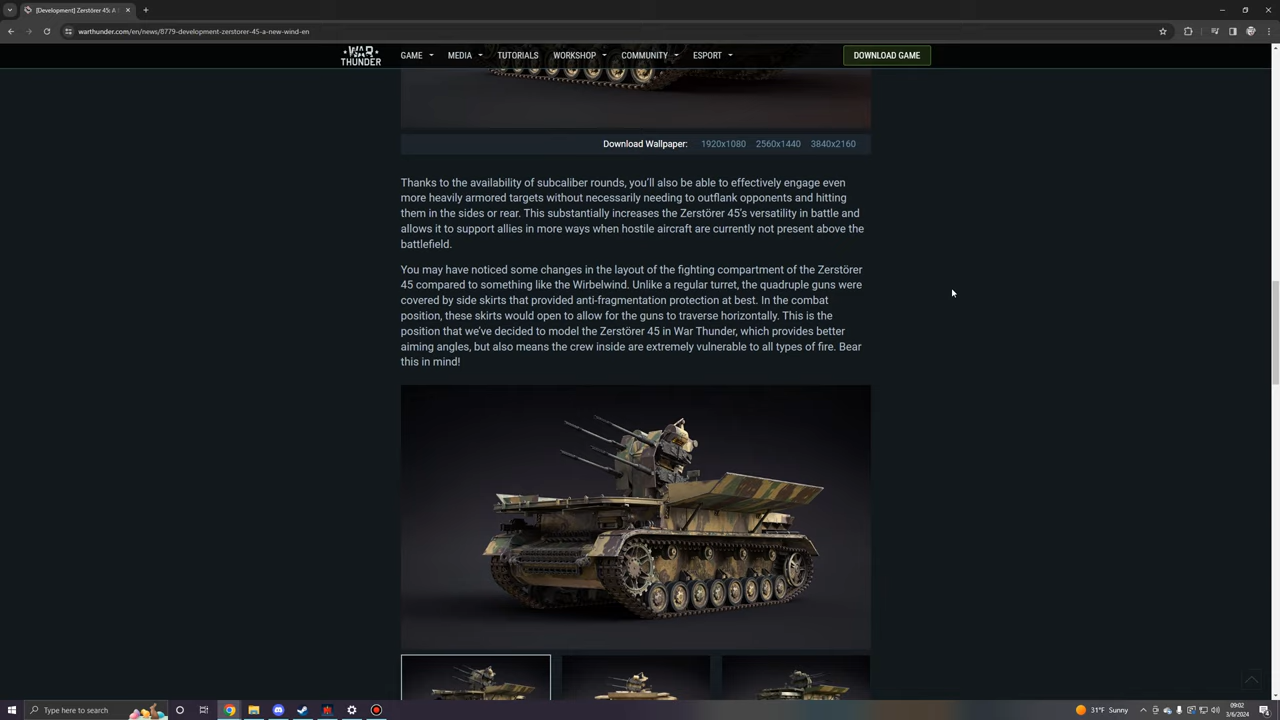 [Development] Zerstörer 45: A
warthunder.com/en/news/8779-development-zerstorer-45-a-new-wind-en
WAR THUNDER
GAME MEDIA TUTORIALS WORKSHOP COMMUNITY ESPORT DOWNLOAD GAME
Download Wallpaper: 1920x1080 2560x1440 3840x2160
Thanks to the availability of subcaliber rounds, you'll also be able to effectively engage even
more heavily armored targets without necessarily needing to outflank opponents and hitting
them in the sides or rear. This substantially increases the Zerstörer 45's versatility in battle and
allows it to support allies in more ways when hostile aircraft are currently not present above the
battlefield.
You may have noticed some changes in the layout of the fighting compartment of the Zerstörer
45 compared to something like the Wirbelwind. Unlike a regular turret, the quadruple guns were
covered by side skirts that provided anti-fragmentation protection at best. In the combat
position, these skirts would open to allow for the guns to traverse horizontally. This is the
position that we've decided to model the Zerstörer 45 in War Thunder, which provides better
aiming angles, but also means the crew inside are extremely vulnerable to all types of fire. Bear
this in mind!
Type here to search
31°F Sunny
09:02
3/6/2024